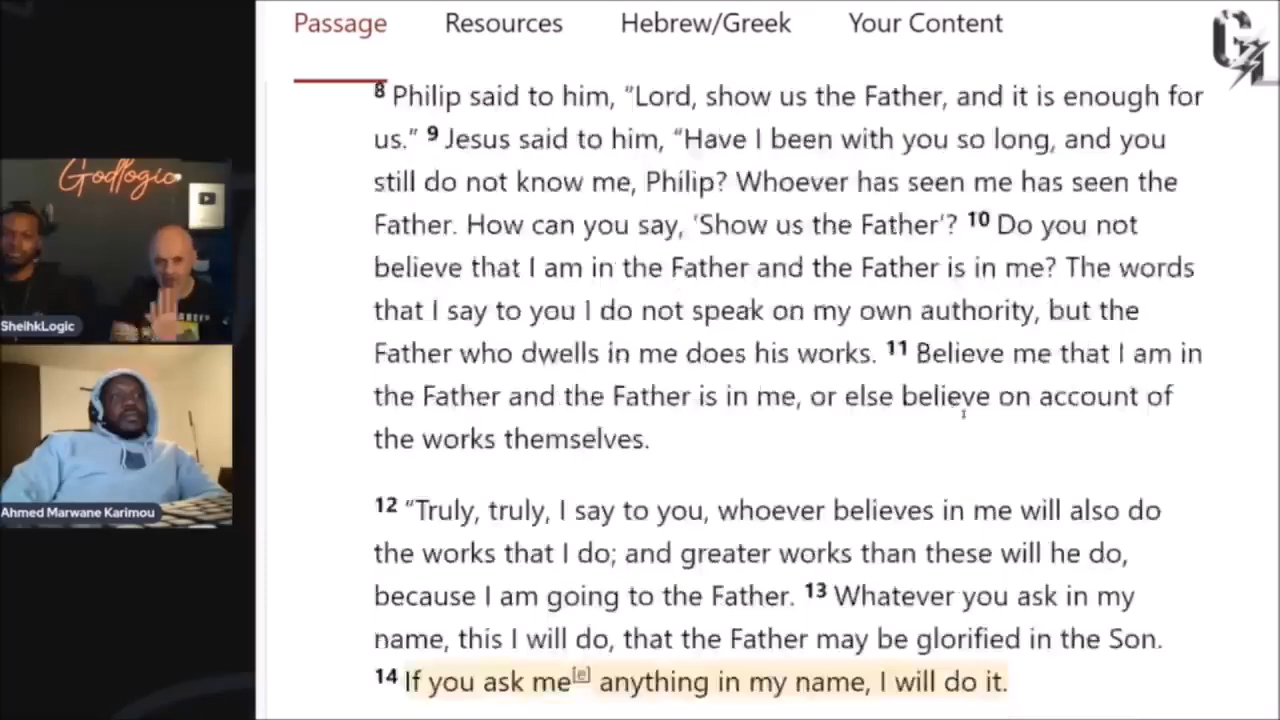 Passage Resources Hebrew/Greek Your Content
GL
8 Philip said to him, “Lord, show us the Father, and it is enough for
us.” 9 Jesus said to him, “Have I been with you so long, and you
still do not know me, Philip? Whoever has seen me has seen the
Father. How can you say, ‘Show us the Father’? 10 Do you not
believe that I am in the Father and the Father is in me? The words
that I say to you I do not speak on my own authority, but the
Father who dwells in me does his works. 11 Believe me that I am in
the Father and the Father is in me, or else believe on account of
the works themselves.
12 “Truly, truly, I say to you, whoever believes in me will also do
the works that I do; and greater works than these will he do,
because I am going to the Father. 13 Whatever you ask in my
name, this I will do, that the Father may be glorified in the Son.
14 If you ask me[e] anything in my name, I will do it.
Godlogic
SheihkLogic
Ahmed Marwane Karimou